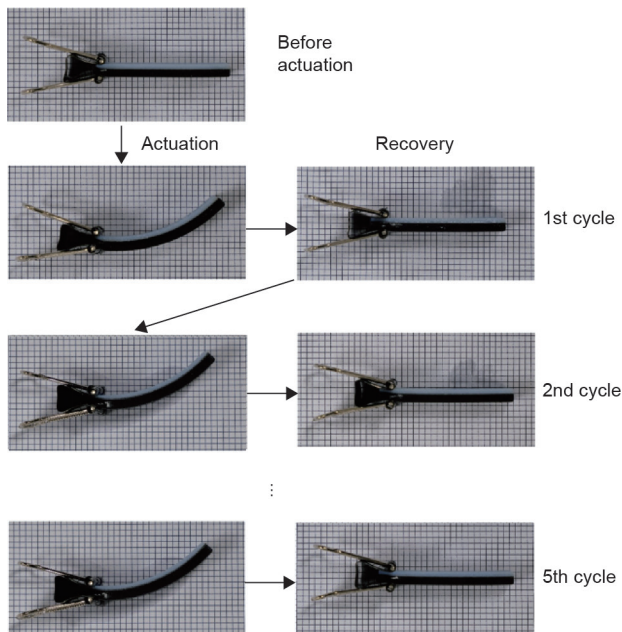 Before
actuation
Actuation
Recovery
1st cycle
2nd cycle
⋮
5th cycle